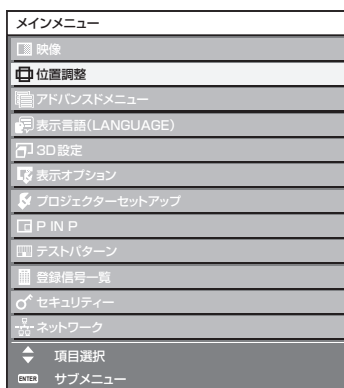 メインメニュー
映像
位置調整
アドバンスドメニュー
表示言語(LANGUAGE)
3D設定
表示オプション
プロジェクターセットアップ
P IN P
テストパターン
登録信号一覧
セキュリティー
ネットワーク
項目選択
ENTER サブメニュー